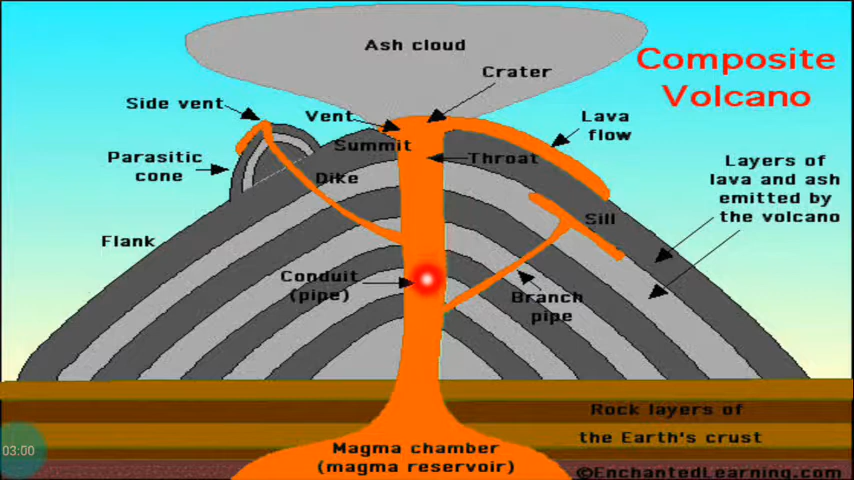 Ash cloud
Composite
Volcano
Crater
Side vent
Vent
Lava
flow
Summit
Throat
Parasitic
cone
Layers of
lava and ash
emitted by
the volcano
Dike
Sill
Flank
Conduit
(pipe)
Branch
pipe
Rock layers of
the Earth's crust
Magma chamber
(magma reservoir)
©EnchantedLearning.com
03:00